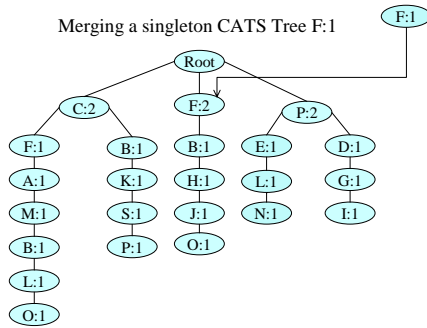 F:1
Merging a singleton CATS Tree F:1
Root
C:2 F:2 P:2
F:1 B:1 B:1 E:1 D:1
A:1 K:1 H:1 L:1 G:1
M:1 S:1 J:1 N:1 I:1
B:1 P:1 O:1
L:1
O:1